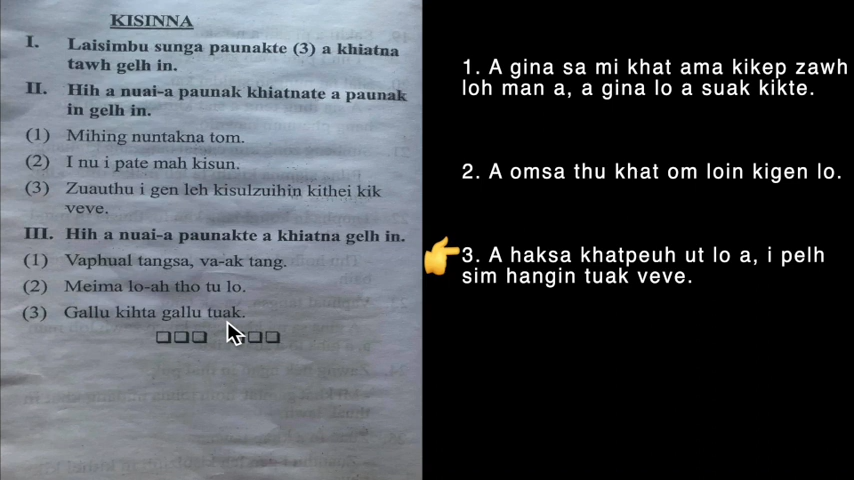 KISINNA
I. Laisimbu sunga paunakte (3) a khiatna
tawh gelh in.
II. Hih a nuai-a paunak khiatnate a paunak
in gelh in.
(1) Mihing nuntakna tom.
(2) I nu i pate mah kisun.
(3) Zuauthu i gen leh kisulzuihin kithei kik
veve.
III. Hih a nuai-a paunakte a khiatna gelh in.
(1) Vaphual tangsa, va-ak tang.
(2) Meima lo-ah tho tu lo.
(3) Gallu kihta gallu tuak.
1. A gina sa mi khat ama kikep zawh
loh man a, a gina lo a suak kikte.
2. A omsa thu khat om loin kigen lo.
3. A haksa khatpeuh ut lo a, i pelh
sim hangin tuak veve.